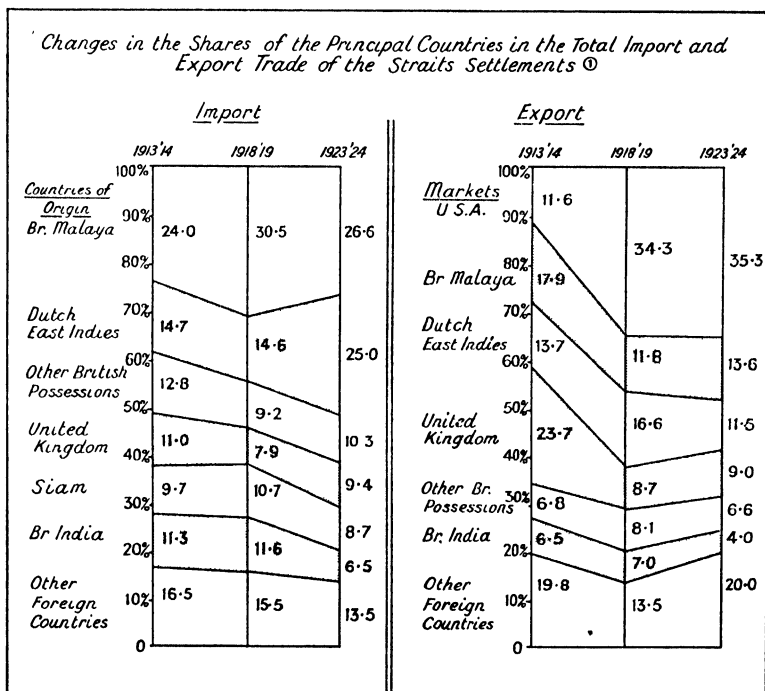 Changes in the Shares of the Principal Countries in the Total Import and
Export Trade of the Straits Settlements ①
Import
1913'14 1918'19 1923'24
100%
90%
80%
70%
60%
50%
40%
30%
20%
10%
0
Countries of
Origin
Br. Malaya
24.0 30.5 26.6
Dutch
East Indies
14.7 14.6 25.0
Other British
Possessions
12.8 9.2 10 3
United
Kingdom
11.0 7.9 9.4
Siam
9.7 10.7 8.7
Br India
11.3 11.6 6.5
Other
Foreign
Countries
16.5 15.5 13.5
Export
1913'14 1918'19 1923'24
100%
90%
80%
70%
60%
50%
40%
30%
20%
10%
0
Markets
U S.A.
11.6 34.3 35.3
Br Malaya
17.9 11.8 13.6
Dutch
East Indies
13.7 16.6 11.5
United
Kingdom
23.7 8.7 9.0
Other Br.
Possessions
6.8 8.1 6.6
Br. India
6.5 7.0 4.0
Other
Foreign
Countries
19.8 13.5 20.0